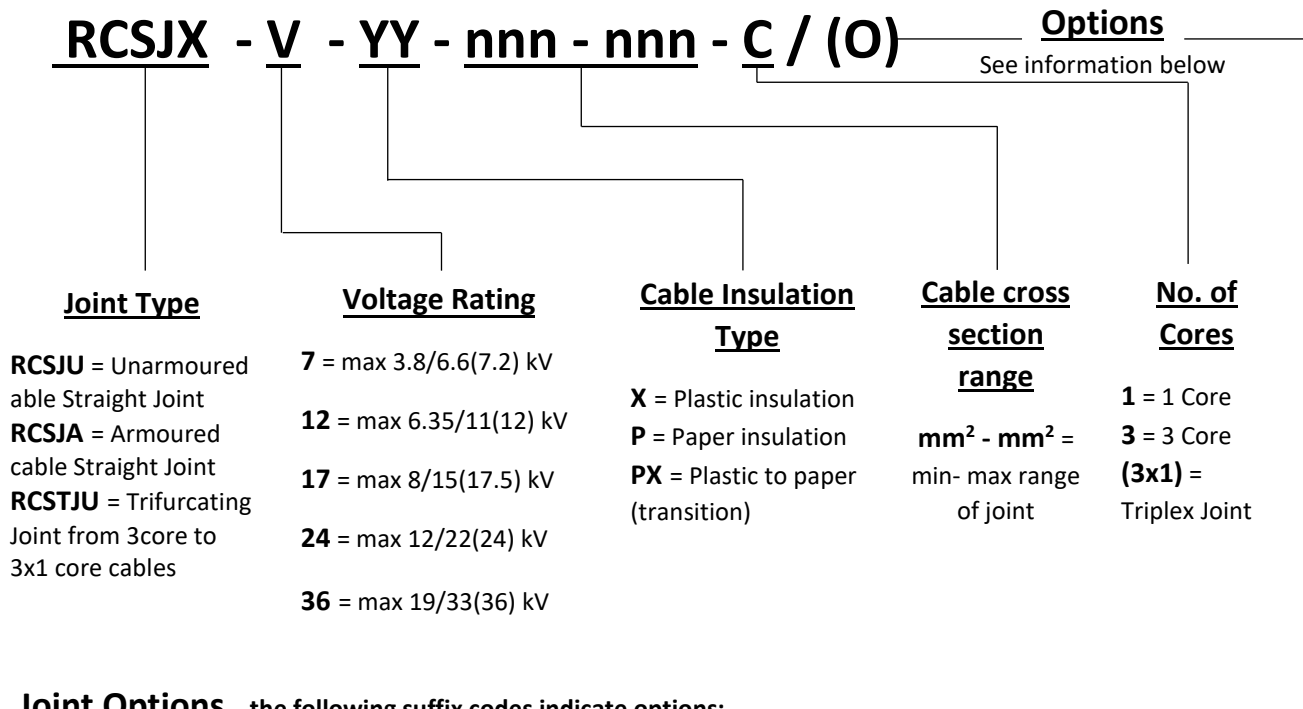 RCSJX - V - YY - nnn - nnn - C / (O)
Options
See information below
Joint Type
RCSJU = Unarmoured
able Straight Joint
RCSJA = Armoured
cable Straight Joint
RCSTJU = Trifurcating
Joint from 3core to
3x1 core cables
Voltage Rating
7 = max 3.8/6.6(7.2) kV
12 = max 6.35/11(12) kV
17 = max 8/15(17.5) kV
24 = max 12/22(24) kV
36 = max 19/33(36) kV
Cable Insulation
Type
X = Plastic insulation
P = Paper insulation
PX = Plastic to paper
(transition)
Cable cross
section
range
mm² - mm² =
min- max range
of joint
No. of
Cores
1 = 1 Core
3 = 3 Core
(3x1) =
Triplex Joint
Joint Options the following suffix codes indicate options: